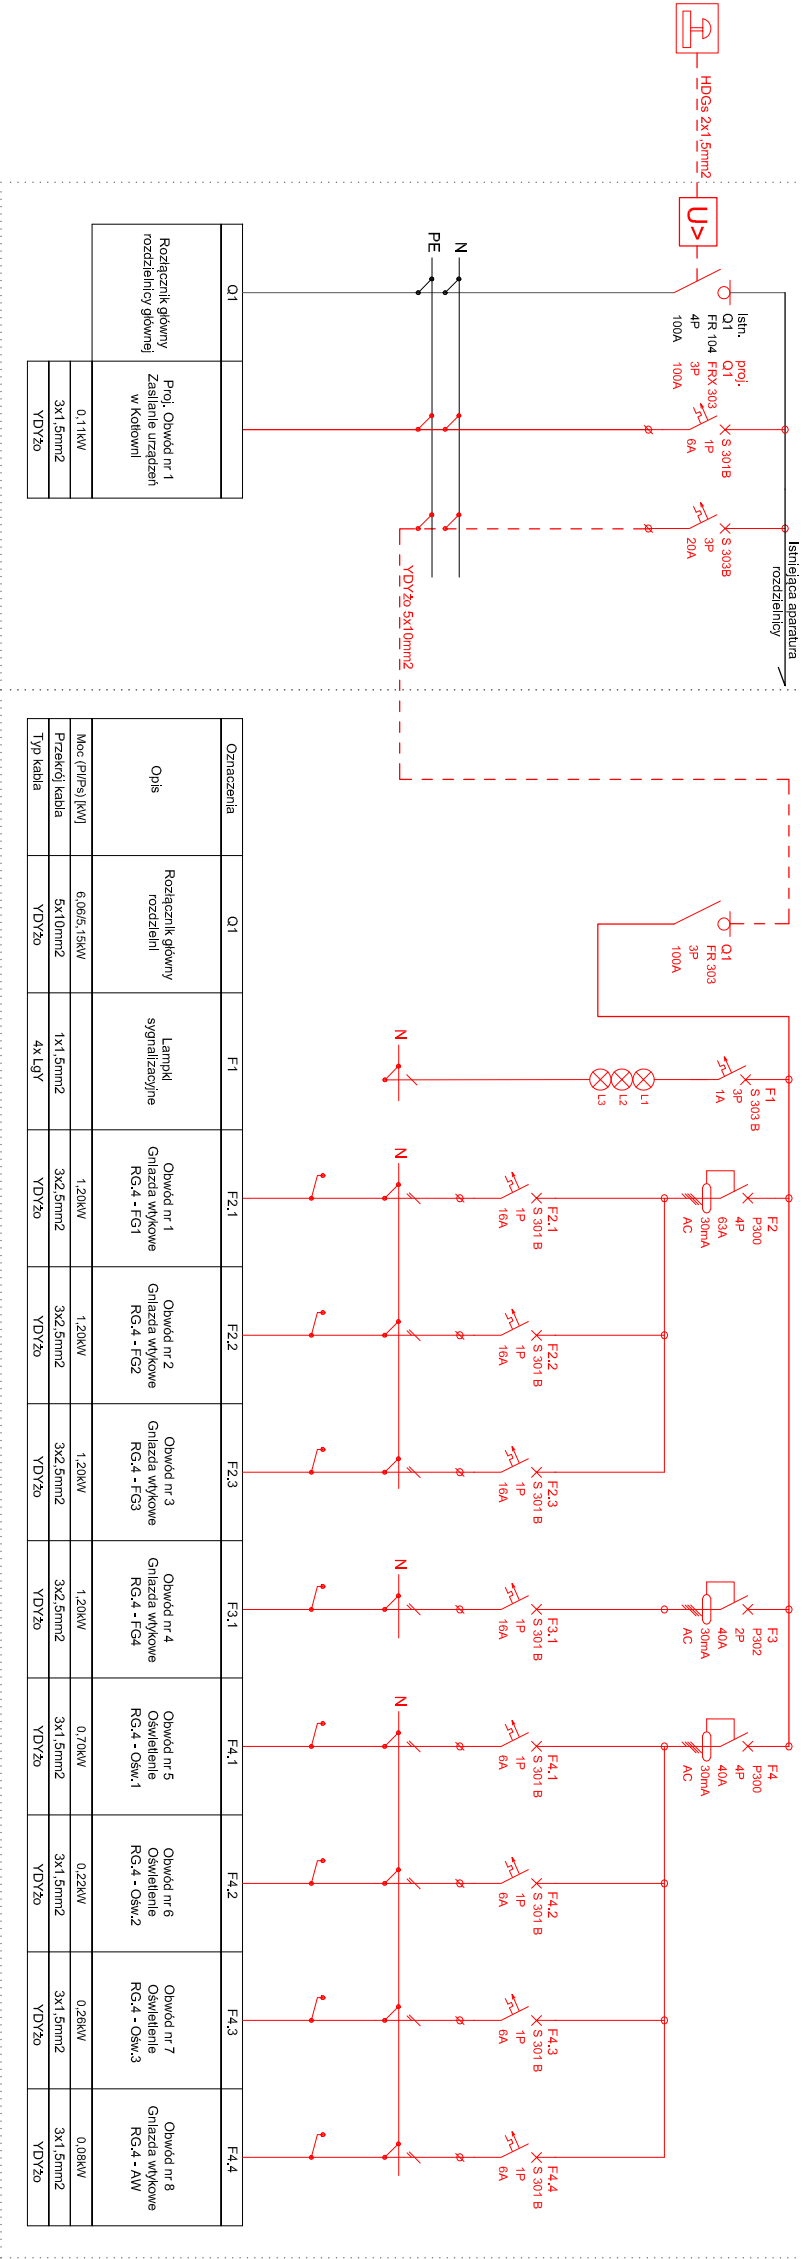 HDGs 2x1,5mm2
U>
Istn.
Q1
FR 104
4P
100A
proj.
Q1
FRX 303
3P
100A
S 301B
1P
6A
S 303B
3P
20A
Istniejąca aparatura
rozdzielnicy
N
PE
YDYżo 5x10mm2
Q1
Rozłącznik główny
rozdzielnicy głównej
Proj. Obwód nr 1
Zasilanie urządzeń
w Kotłowni
0,11kW
3x1,5mm2
YDYżo
Q1
FR 303
3P
100A
F1
S 303 B
3P
1A
L1
L2
L3
N
F2
P300
4P
63A
30mA
AC
F2.1
S 301 B
1P
16A
N
F2.2
S 301 B
1P
16A
F2.3
S 301 B
1P
16A
F3
P302
2P
40A
30mA
AC
F3.1
S 301 B
1P
16A
N
F4
P300
4P
40A
30mA
AC
F4.1
S 301 B
1P
6A
N
F4.2
S 301 B
1P
6A
F4.3
S 301 B
1P
6A
F4.4
S 301 B
1P
6A
Oznaczenia
Q1
F1
F2.1
F2.2
F2.3
F3.1
F4.1
F4.2
F4.3
F4.4
Opis
Rozłącznik główny
rozdzielni
Lampki
sygnalizacyjne
Obwód nr 1
Gniazda wtykowe
RG.4 - FG1
Obwód nr 2
Gniazda wtykowe
RG.4 - FG2
Obwód nr 3
Gniazda wtykowe
RG.4 - FG3
Obwód nr 4
Gniazda wtykowe
RG.4 - FG4
Obwód nr 5
Oświetlenie
RG.4 - Ośw.1
Obwód nr 6
Oświetlenie
RG.4 - Ośw.2
Obwód nr 7
Oświetlenie
RG.4 - Ośw.3
Obwód nr 8
Gniazda wtykowe
RG.4 - AW
Moc (Pi/Ps) [kW]
6,06/5,15kW
1,20kW
1,20kW
1,20kW
1,20kW
0,70kW
0,22kW
0,26kW
0,08kW
Przekrój kabla
5x10mm2
1x1,5mm2
3x2,5mm2
3x2,5mm2
3x2,5mm2
3x2,5mm2
3x1,5mm2
3x1,5mm2
3x1,5mm2
3x1,5mm2
Typ kabla
YDYżo
4x LgY
YDYżo
YDYżo
YDYżo
YDYżo
YDYżo
YDYżo
YDYżo
YDYżo